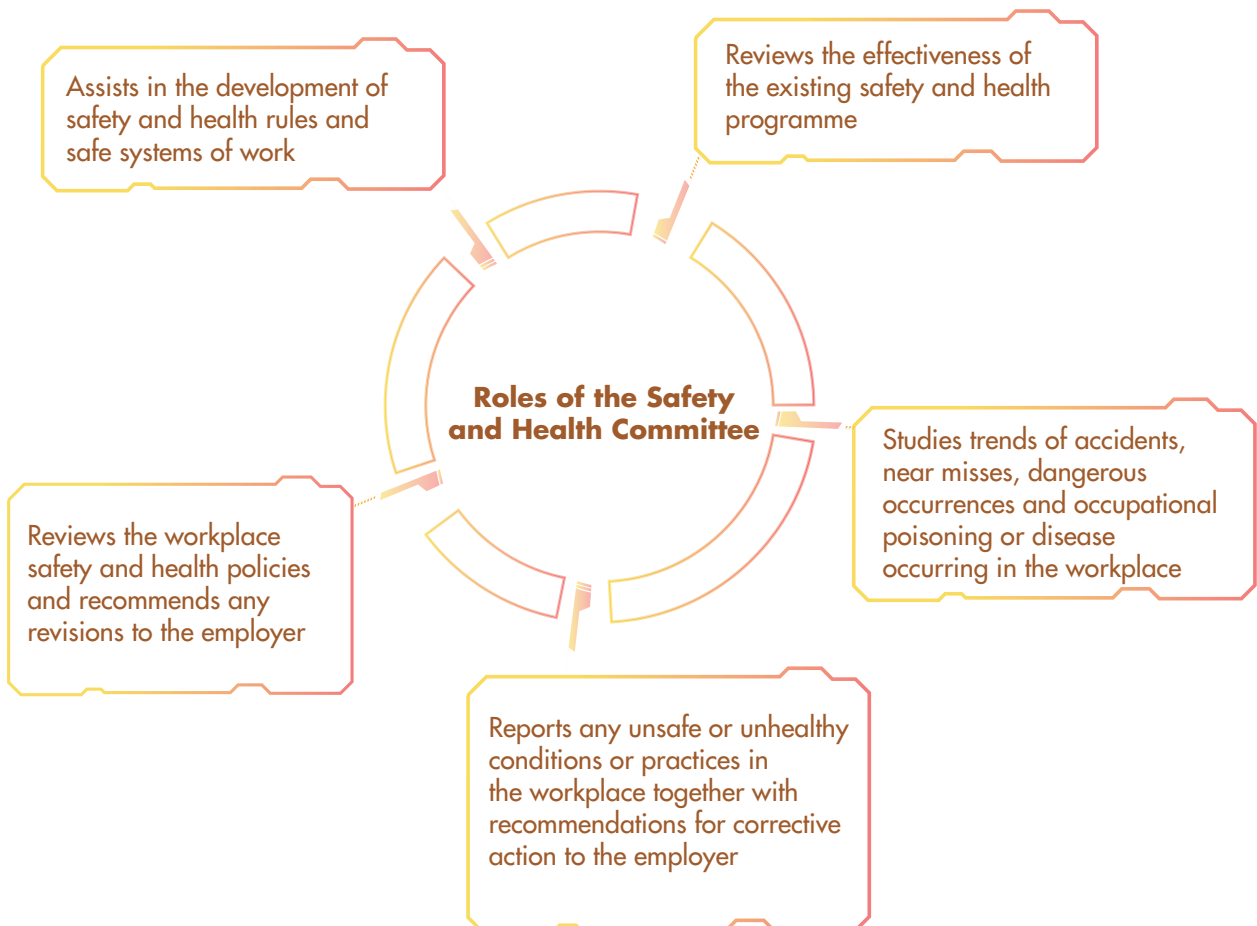 Assists in the development of
safety and health rules and
safe systems of work
Reviews the effectiveness of
the existing safety and health
programme
Roles of the Safety
and Health Committee
Studies trends of accidents,
near misses, dangerous
occurrences and occupational
poisoning or disease
occurring in the workplace
Reviews the workplace
safety and health policies
and recommends any
revisions to the employer
Reports any unsafe or unhealthy
conditions or practices in
the workplace together with
recommendations for corrective
action to the employer